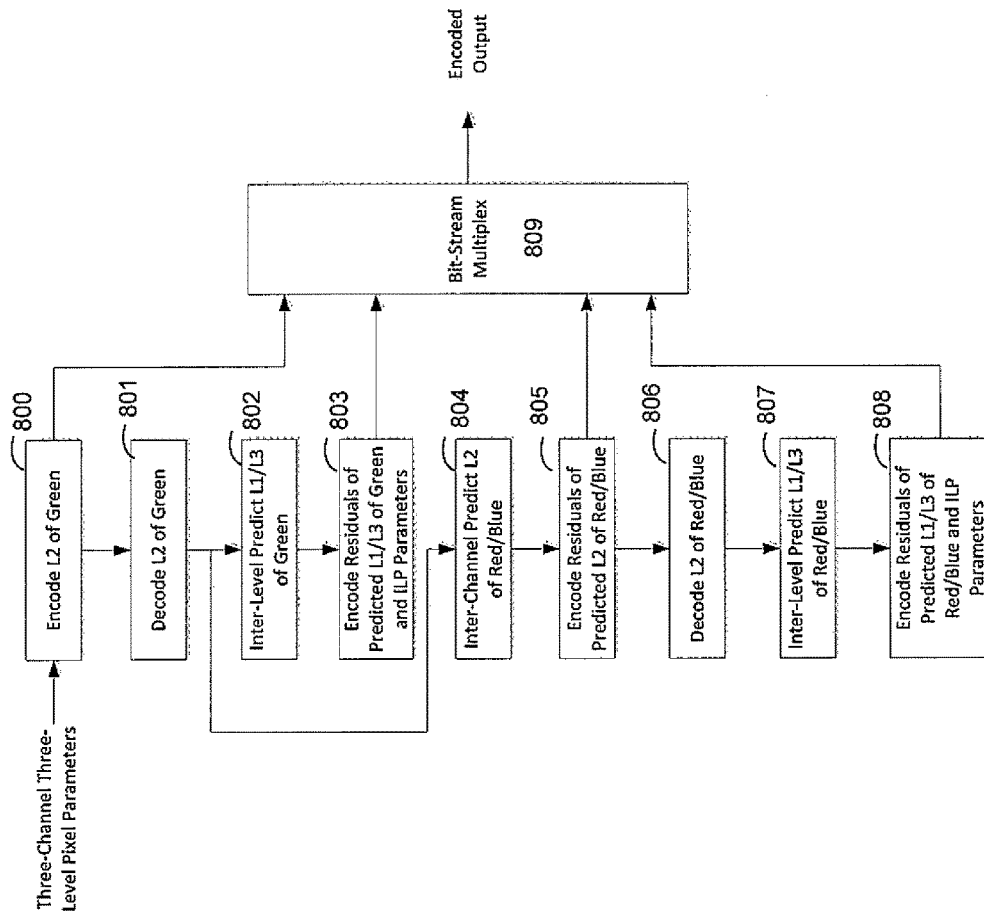 Three-Channel Three-
Level Pixel Parameters
800
Encode L2 of Green
801
Decode L2 of Green
802
Inter-Level Predict L1/L3
of Green
803
Encode Residuals of
Predicted L1/L3 of Green
and ILP Parameters
804
Inter-Channel Predict L2
of Red/Blue
805
Encode Residuals of
Predicted L2 of Red/Blue
806
Decode L2 of Red/Blue
807
Inter-Level Predict L1/L3
of Red/Blue
808
Encode Residuals of
Predicted L1/L3 of
Red/Blue and ILP
Parameters
Bit-Stream
Multiplex
809
Encoded
Output